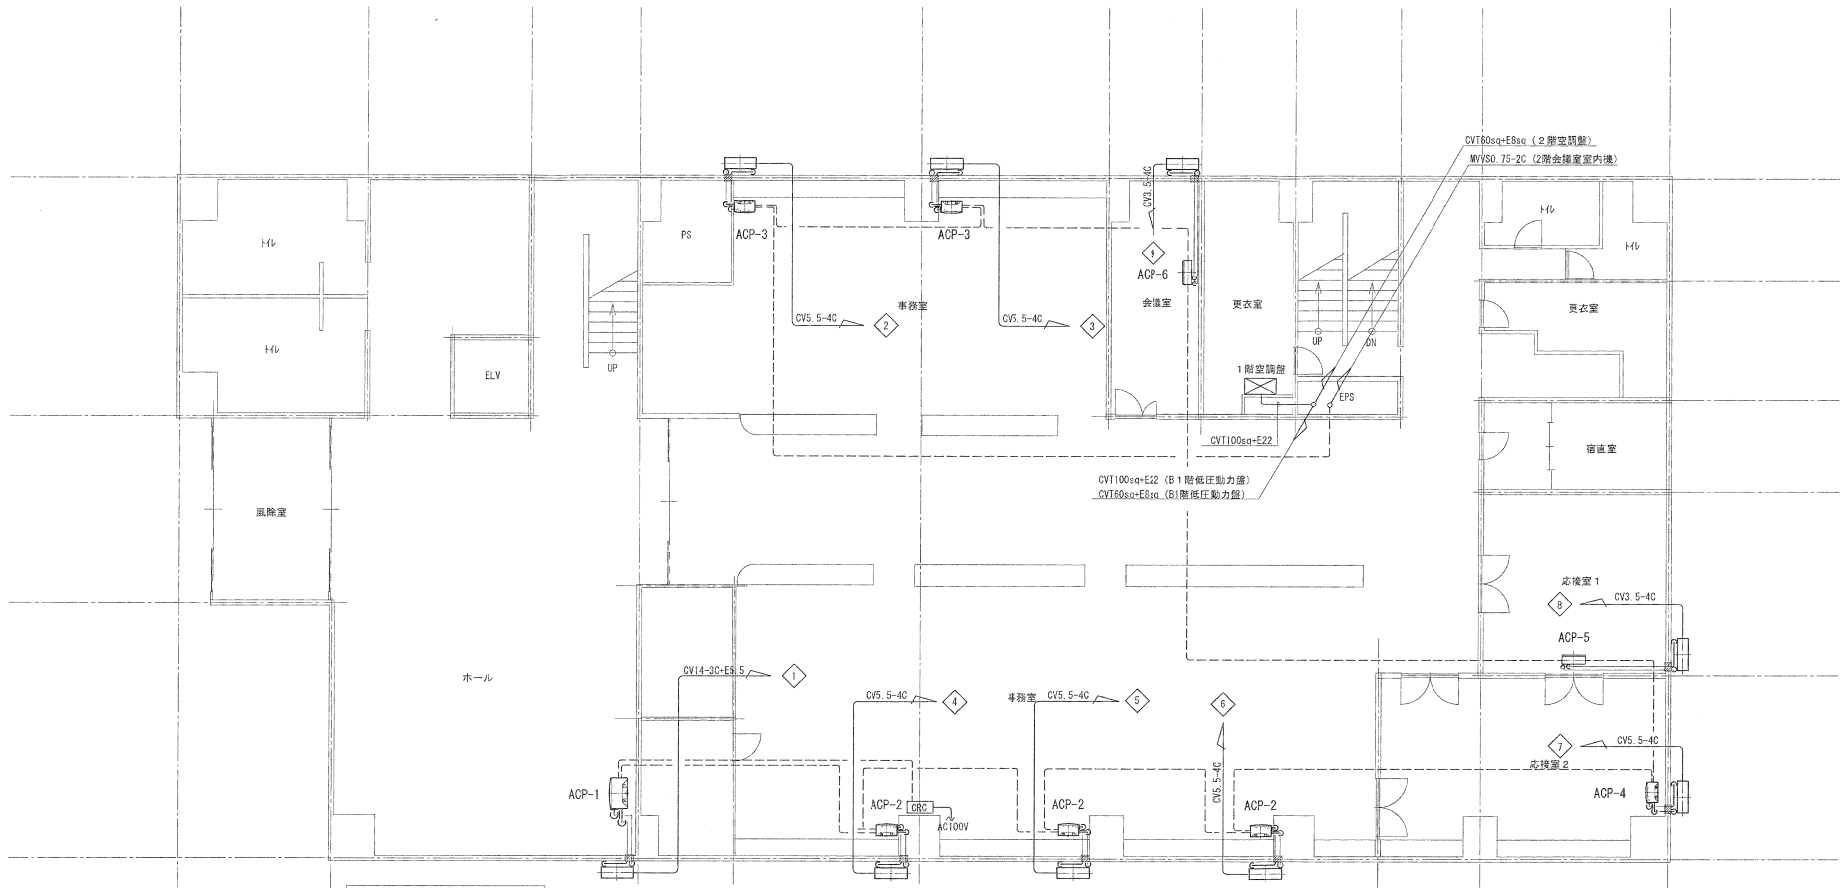 CVT60sq+E8sq (２階空調盤)
MVVS0.75-2C (2階会議室室内機)
CV3.5-4C
トイレ
PS
ACP-3
ACP-3
トイレ
トイレ
9
ACP-6
会議室
事務室
更衣室
更衣室
CV5.5-4C
2
CV5.5-4C
3
トイレ
UP
DN
ELV
UP
１階空調盤
EPS
CVT100sq+E22
宿直室
CVT100sq+E22 (B１階低圧動力盤)
CVT60sq+E8sq (B1階低圧動力盤)
風除室
応接室１
8
CV3.5-4C
ACP-5
ホール
CV14-3C+E5.5
1
CV5.5-4C
4
事務室
CV5.5-4C
5
6
CV5.5-4C
7
CV5.5-4C
応接室２
ACP-1
ACP-2
CRC
AC100V
ACP-2
ACP-2
ACP-4